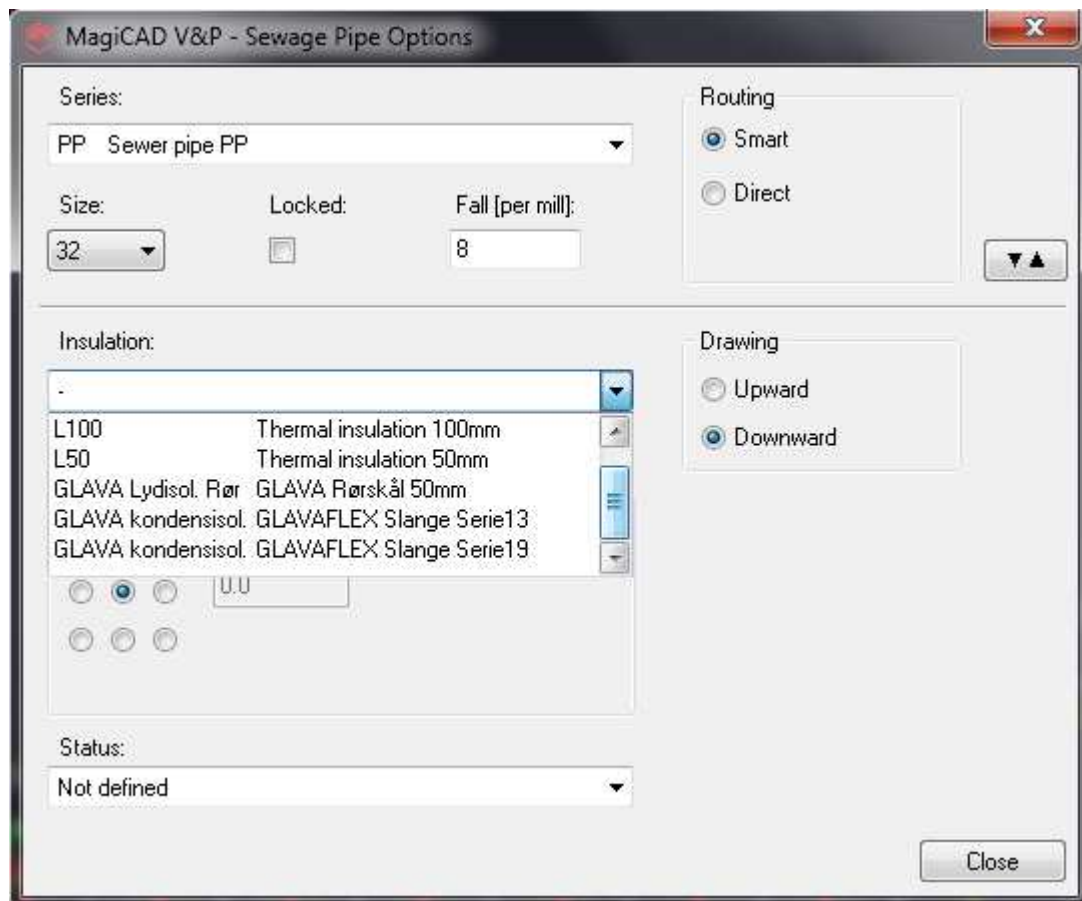 MagiCAD V&P - Sewage Pipe Options
Series:
PP Sewer pipe PP
Size:
Locked:
Fall [per mill]:
32
8
Routing
Smart
Direct
Insulation:
-
L100 Thermal insulation 100mm
L50 Thermal insulation 50mm
GLAVA Lydisol. Rør GLAVA Rørskål 50mm
GLAVA kondensisol. GLAVAFLEX Slange Serie13
GLAVA kondensisol. GLAVAFLEX Slange Serie19
0.0
Drawing
Upward
Downward
Status:
Not defined
Close